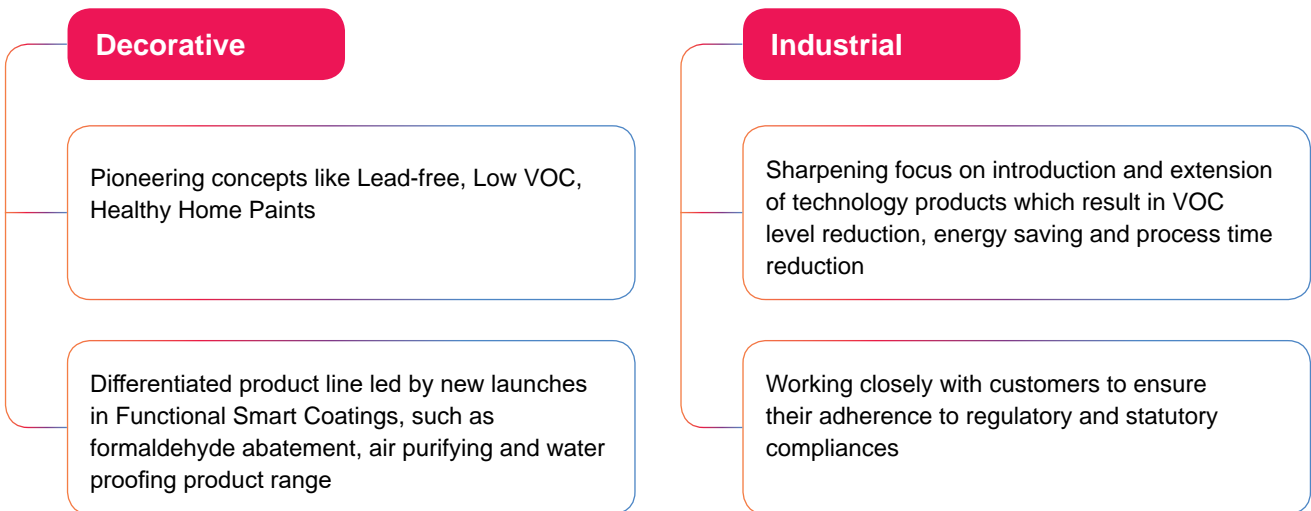 Decorative
Pioneering concepts like Lead-free, Low VOC,
Healthy Home Paints
Differentiated product line led by new launches
in Functional Smart Coatings, such as
formaldehyde abatement, air purifying and water
proofing product range
Industrial
Sharpening focus on introduction and extension
of technology products which result in VOC
level reduction, energy saving and process time
reduction
Working closely with customers to ensure
their adherence to regulatory and statutory
compliances